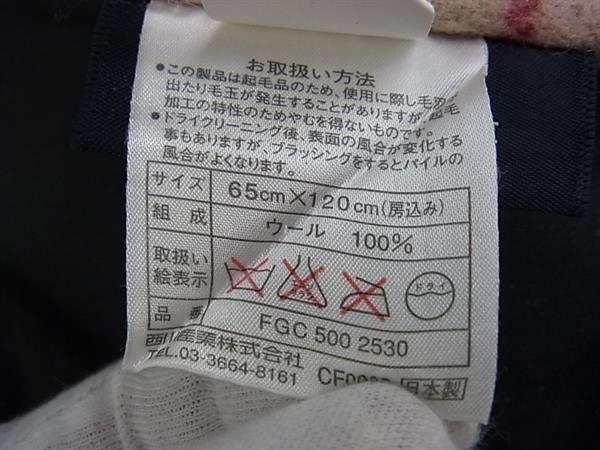 お取扱い方法
●この製品は起毛品のため、使用に際し毛羽が
出たり毛玉が発生することがありますが、起毛
加工の特性のためやむを得ないものです。
●ドライクリーニング後、表面の風合が変化する
事もありますが、ブラッシングをするとパイルの
風合がよくなります。
サイズ 65cm×120cm(房込み)
組成 ウール 100%
取扱い
絵表示 ドライ
品番 FGC 500 2530
西川産業株式会社
TEL.03-3664-8161 日本製